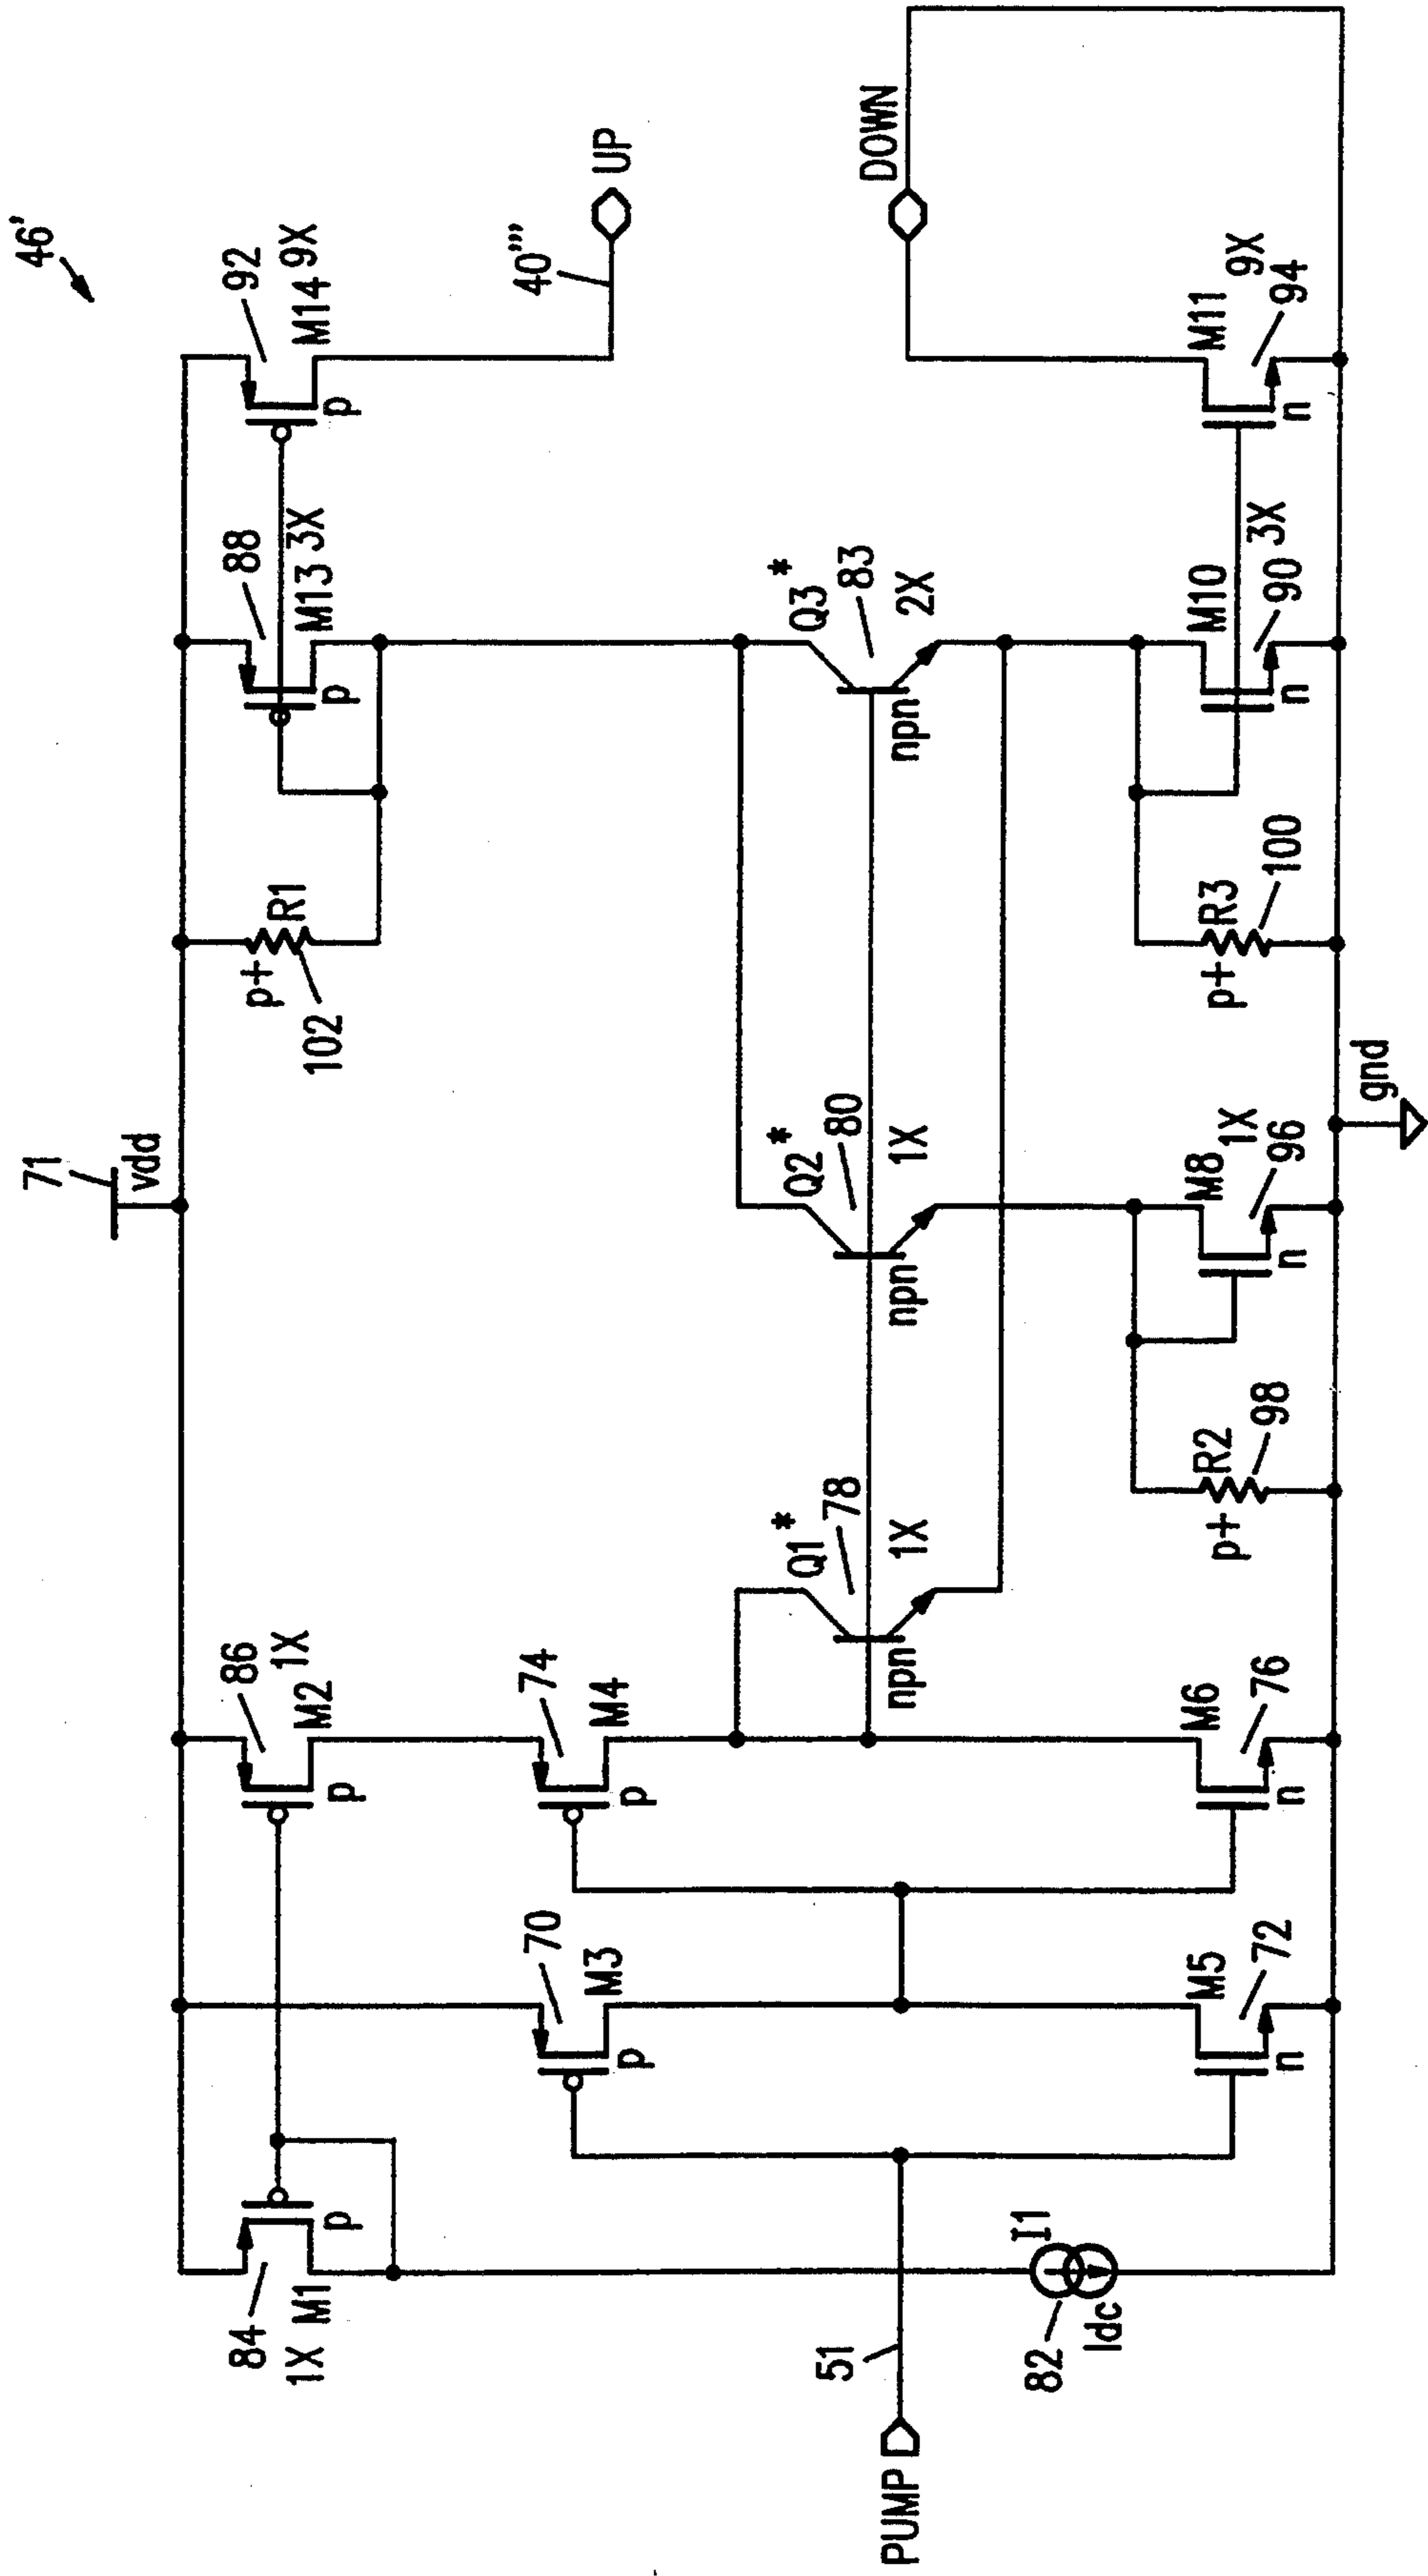 46'
71
vdd
84
1X M1
p
86
1X
M2
p
p+
R1
102
88
M13 3X
p
92
M14 9X
p
40'''
UP
70
M3
p
74
M4
p
Q1*
78
1X
npn
Q2*
80
1X
npn
Q3*
83
2X
npn
DOWN
PUMP
51
I1
82
Idc
M5
72
n
M6
76
n
R2
p+
98
M8
1X
96
n
R3
p+
100
M10
3X
90
n
M11
9X
94
n
gnd